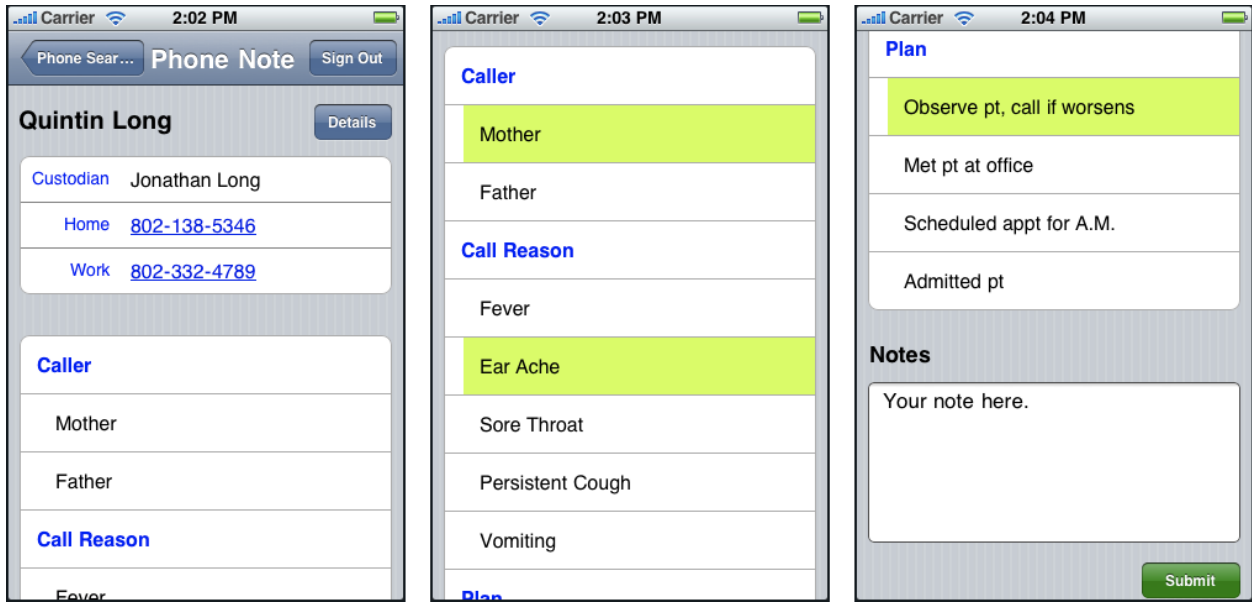 Carrier 2:02 PM
Phone Sear... Phone Note Sign Out
Quintin Long Details
Custodian Jonathan Long
Home 802-138-5346
Work 802-332-4789
Caller
Mother
Father
Call Reason
Fever
Carrier 2:03 PM
Caller
Mother
Father
Call Reason
Fever
Ear Ache
Sore Throat
Persistent Cough
Vomiting
Plan
Carrier 2:04 PM
Plan
Observe pt, call if worsens
Met pt at office
Scheduled appt for A.M.
Admitted pt
Notes
Your note here.
Submit